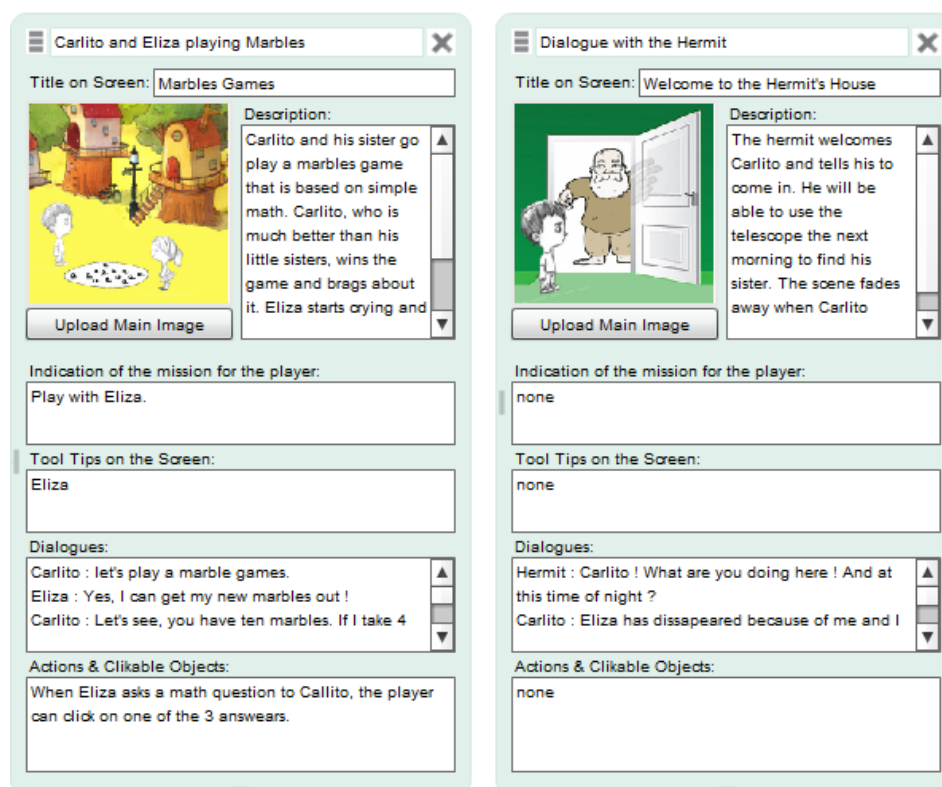 Carlito and Eliza playing Marbles
Title on Screen: Marbles Games
Description:
Carlito and his sister go
play a marbles game
that is based on simple
math. Carlito, who is
much better than his
little sisters, wins the
game and brags about
it. Eliza starts crying and
Upload Main Image
Indication of the mission for the player:
Play with Eliza.
Tool Tips on the Screen:
Eliza
Dialogues:
Carlito : let's play a marble games.
Eliza : Yes, I can get my new marbles out !
Carlito : Let's see, you have ten marbles. If I take 4
Actions & Clikable Objects:
When Eliza asks a math question to Callito, the player
can click on one of the 3 answears.
Dialogue with the Hermit
Title on Screen: Welcome to the Hermit's House
Description:
The hermit welcomes
Carlito and tells his to
come in. He will be
able to use the
telescope the next
morning to find his
sister. The scene fades
away when Carlito
Upload Main Image
Indication of the mission for the player:
none
Tool Tips on the Screen:
none
Dialogues:
Hermit : Carlito ! What are you doing here ! And at
this time of night ?
Carlito : Eliza has dissapeared because of me and I
Actions & Clikable Objects:
none